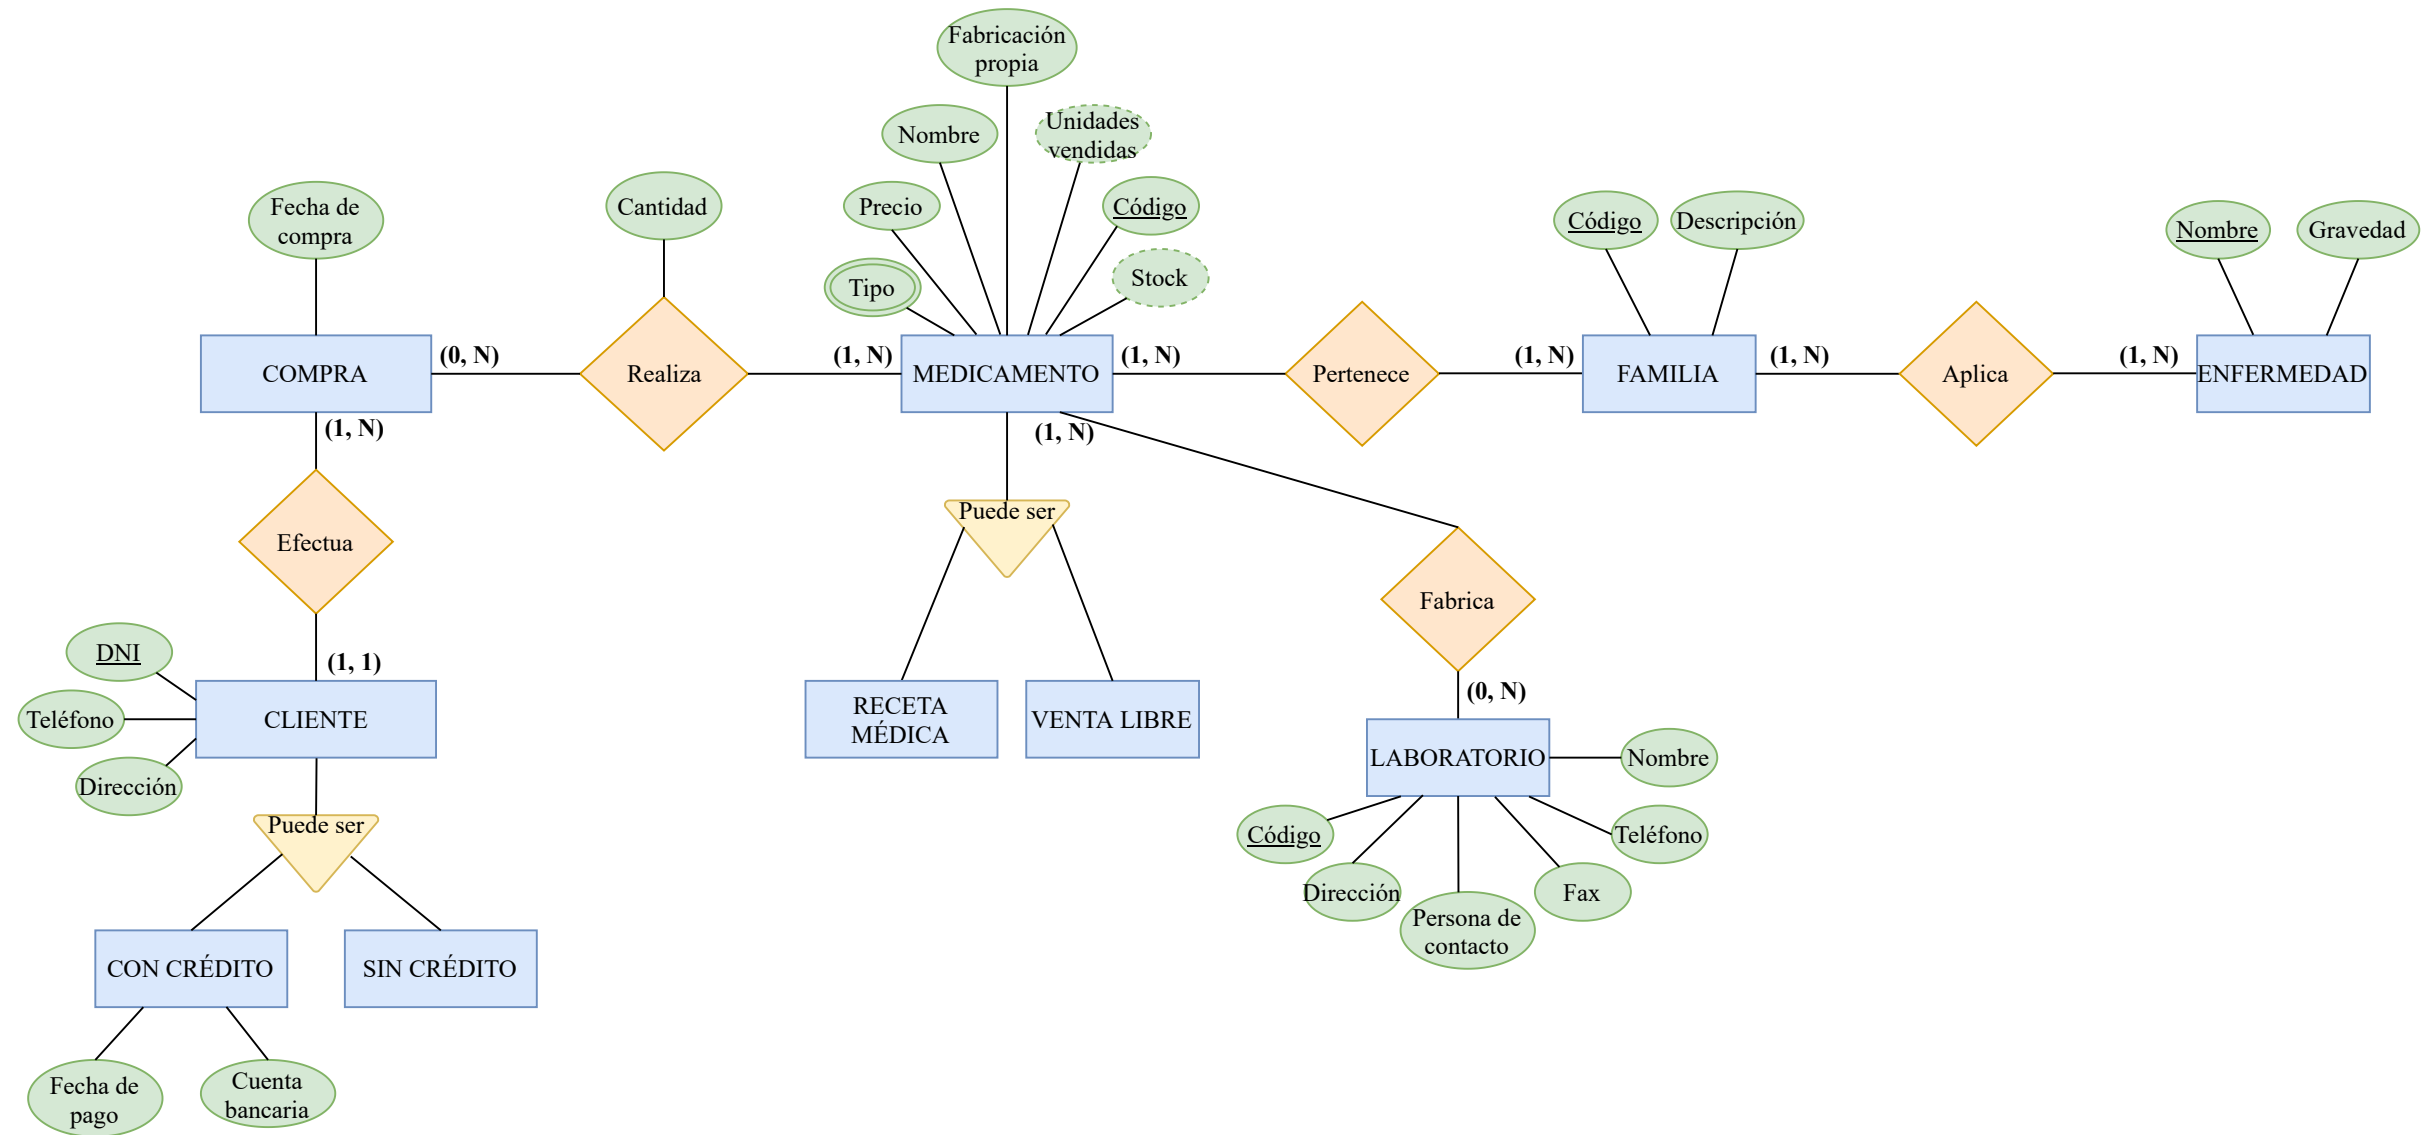 Fabricación
propia
Nombre
Unidades
vendidas
Precio
Código
Tipo
Stock
Fecha de
compra
Cantidad
Código
Descripción
Nombre
Gravedad
COMPRA
(0, N)
Realiza
(1, N)
MEDICAMENTO
(1, N)
Pertenece
(1, N)
FAMILIA
(1, N)
Aplica
(1, N)
ENFERMEDAD
(1, N)
(1, N)
Puede ser
Efectua
Fabrica
DNI
(1, 1)
Teléfono
CLIENTE
Dirección
RECETA
MÉDICA
VENTA LIBRE
(0, N)
LABORATORIO
Nombre
Código
Teléfono
Dirección
Fax
Persona de
contacto
Puede ser
CON CRÉDITO
SIN CRÉDITO
Fecha de
pago
Cuenta
bancaria